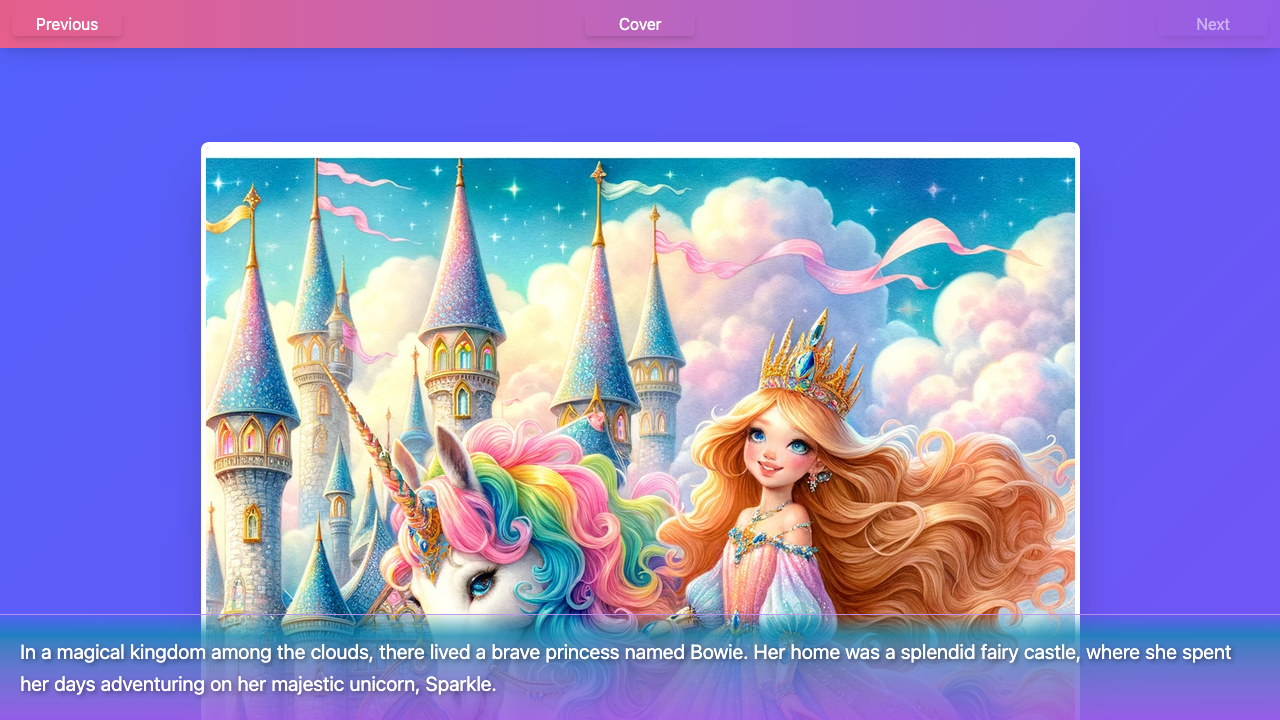 Previous
Cover
Next
In a magical kingdom among the clouds, there lived a brave princess named Bowie. Her home was a splendid fairy castle, where she spent
her days adventuring on her majestic unicorn, Sparkle.